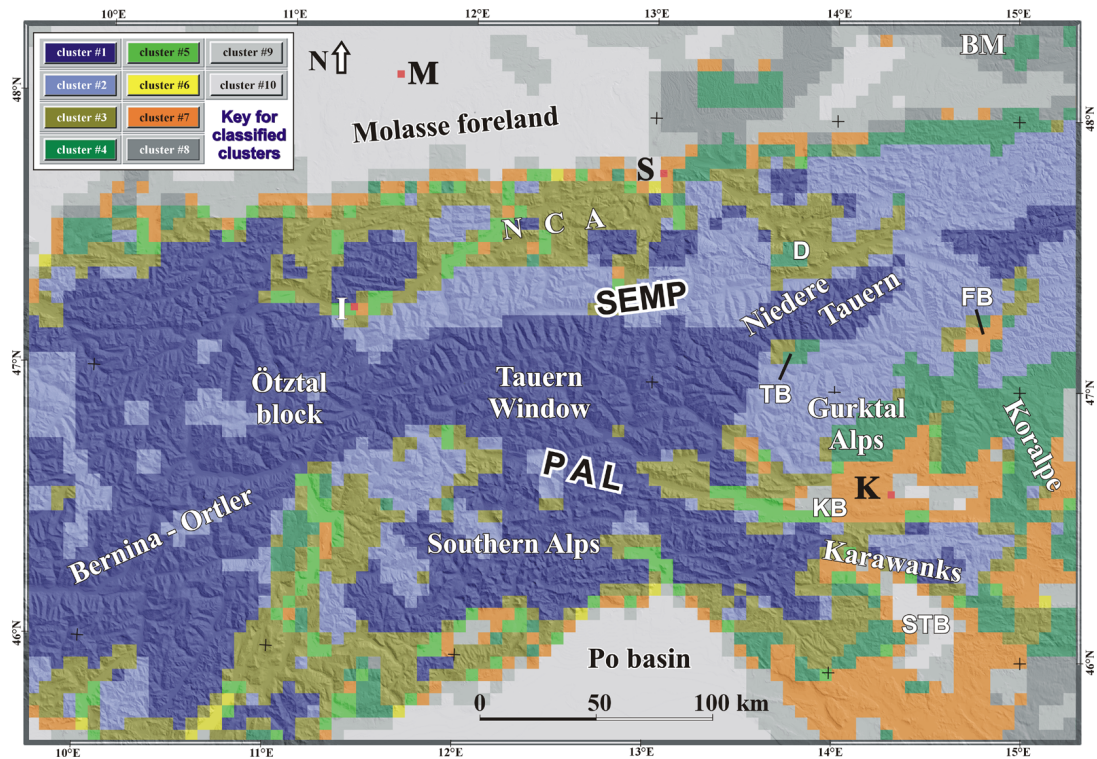 10°E 11°E 12°E 13°E 14°E 15°E
cluster #1 cluster #5 cluster #9
cluster #2 cluster #6 cluster #10
cluster #3 cluster #7
cluster #4 cluster #8
Key for
classified
clusters
N
M
BM
48°N 48°N
Molasse foreland
S
N C A
D
SEMP
I
Niedere
Tauern
FB
47°N 47°N
Ötztal
block
Tauern
Window
TB
Gurktal
Alps
Koralpe
PAL
K
KB
Bernina - Ortler
Southern Alps
Karawanks
46°N 46°N
STB
Po basin
0 50 100 km
10°E 11°E 12°E 13°E 14°E 15°E